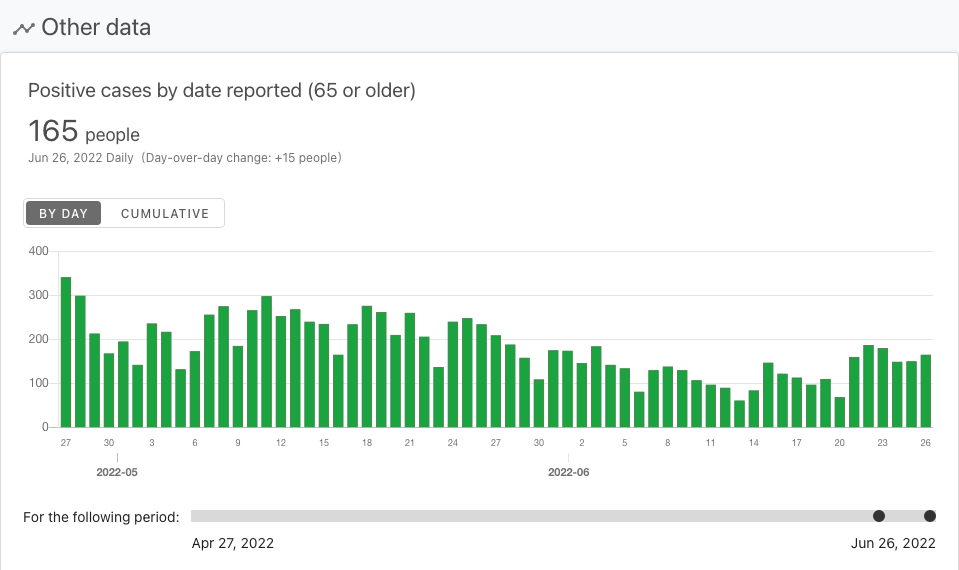 Other data
Positive cases by date reported (65 or older)
165 people
Jun 26, 2022 Daily (Day-over-day change: +15 people)
BY DAY CUMULATIVE
400
300
200
100
0
27 30 3 6 9 12 15 18 21 24 27 30 2 5 8 11 14 17 20 23 26
2022-05 2022-06
For the following period:
Apr 27, 2022 Jun 26, 2022